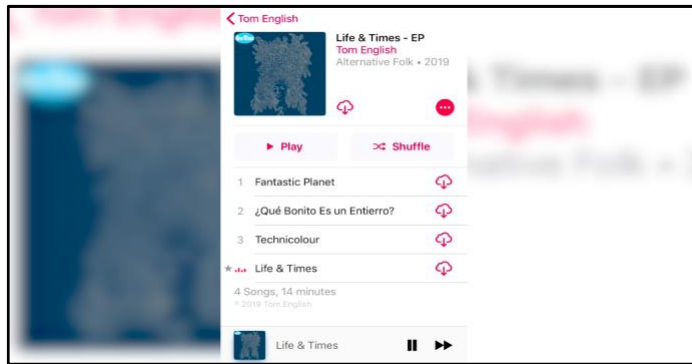 Tom English
Life & Times - EP
Tom English
Alternative Folk • 2019
Play
Shuffle
1 Fantastic Planet
2 ¿Qué Bonito Es un Entierro?
3 Technicolour
Life & Times
4 Songs, 14 minutes
℗ 2019 Tom English
Life & Times